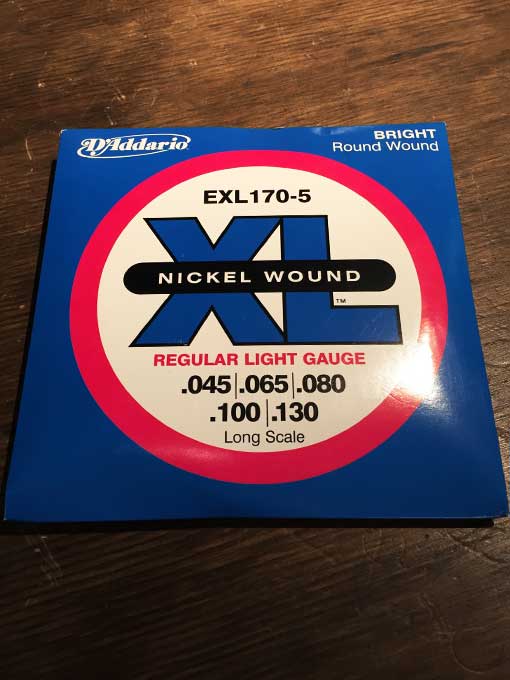 D'Addario
BRIGHT
Round Wound
EXL170-5
XL
NICKEL WOUND
™
REGULAR LIGHT GAUGE
.045|.065|.080
.100|.130
Long Scale